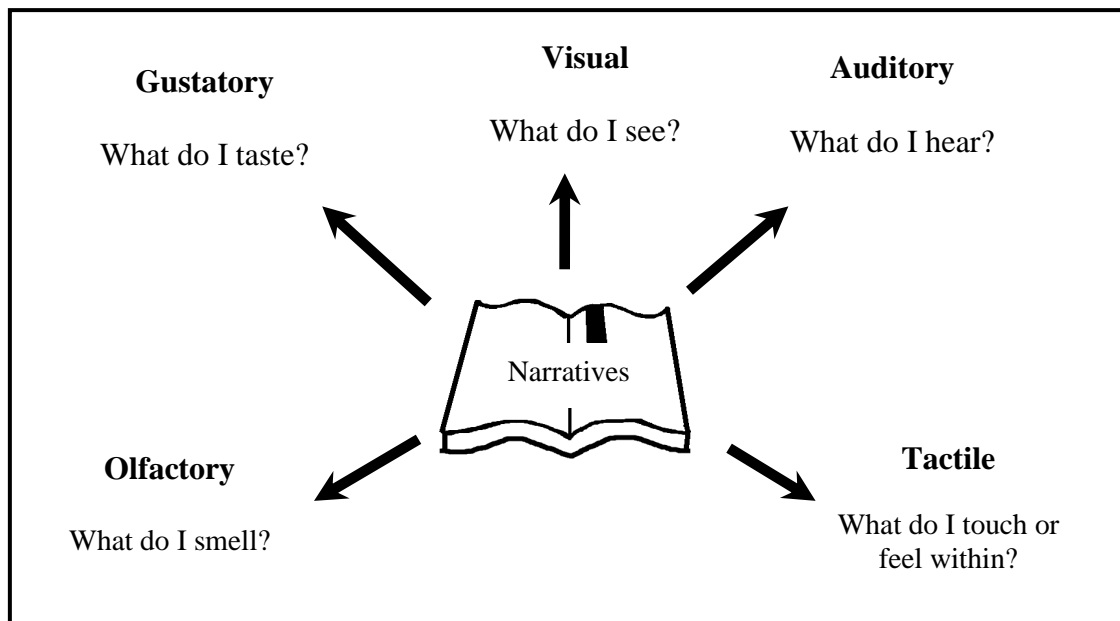 Gustatory
What do I taste?
Visual
What do I see?
Auditory
What do I hear?
Narratives
Olfactory
What do I smell?
Tactile
What do I touch or
feel within?